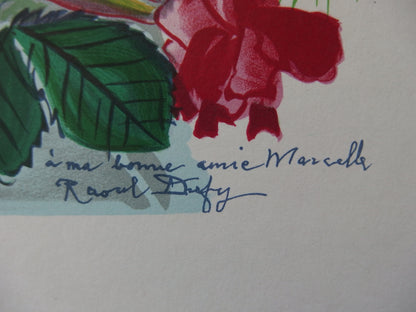 à ma bonne amie Marcelle
Raoul Dufy